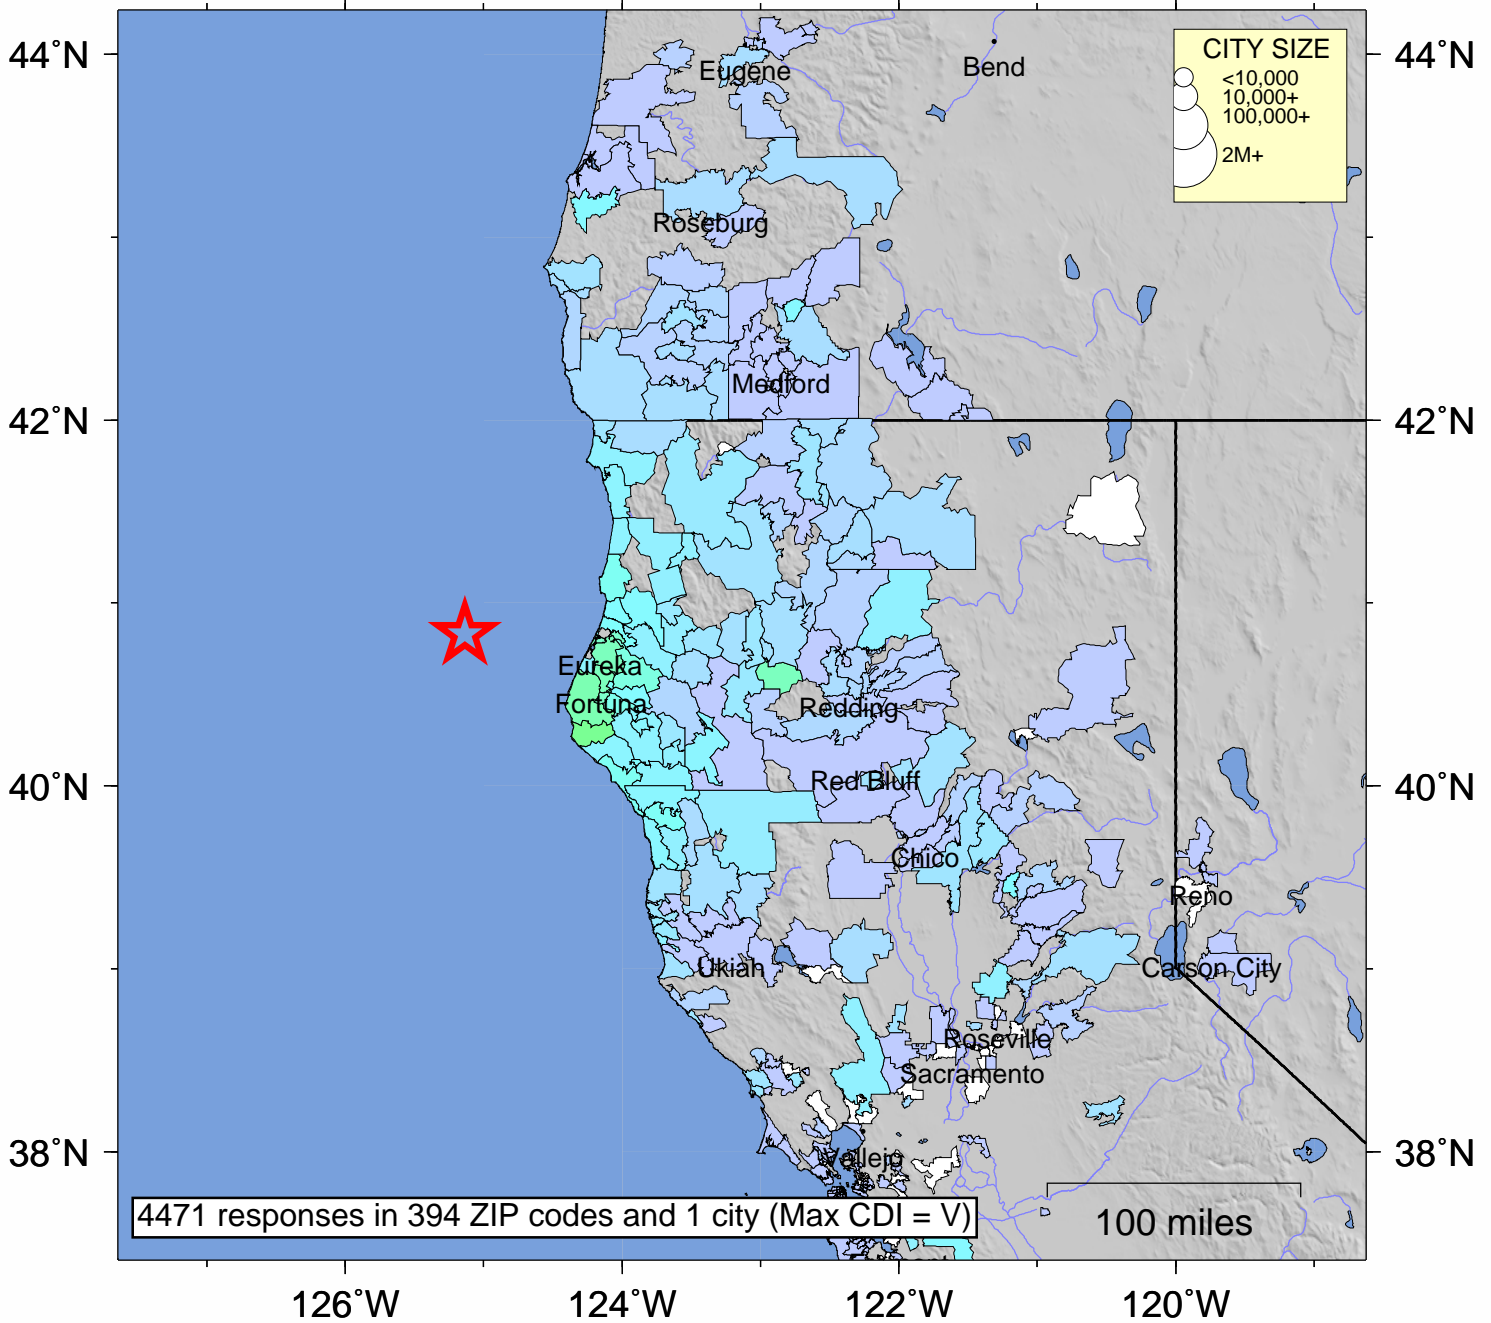 44°N
44°N
CITY SIZE
<10,000
10,000+
100,000+
2M+
Eugene
Bend
Roseburg
Medford
42°N
42°N
Eureka
Fortuna
Redding
40°N
40°N
Red Bluff
Chico
Reno
Ukiah
Carson City
Roseville
Sacramento
38°N
38°N
Vallejo
4471 responses in 394 ZIP codes and 1 city (Max CDI = V)
100 miles
126°W
124°W
122°W
120°W